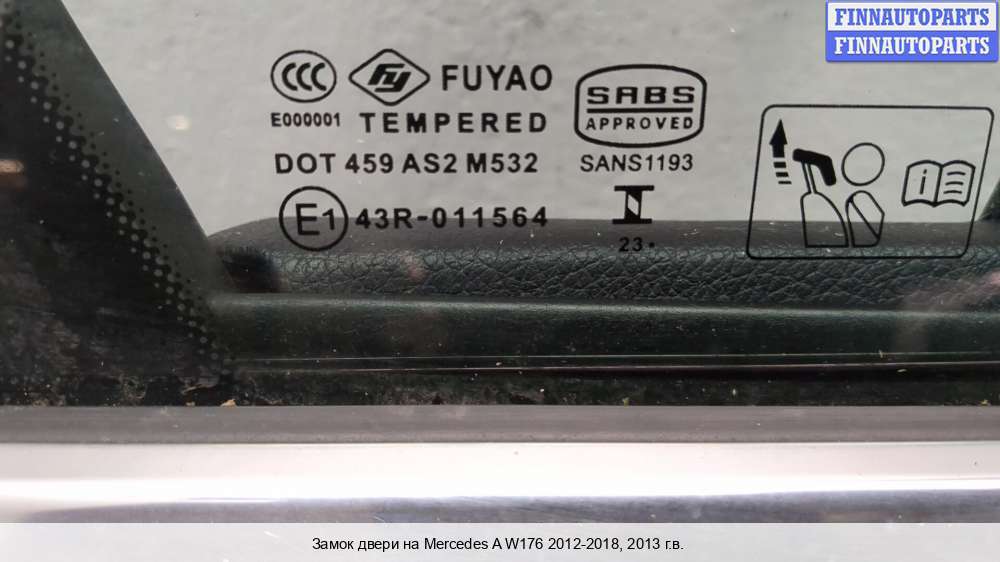 FINNAUTOPARTS
FINNAUTOPARTS
CCC FY FUYAO
E000001 TEMPERED
DOT 459 AS2 M532
E1 43R-011564
SABS
APPROVED
SANS1193
23.
i
Замок двери на Mercedes A W176 2012-2018, 2013 г.в.